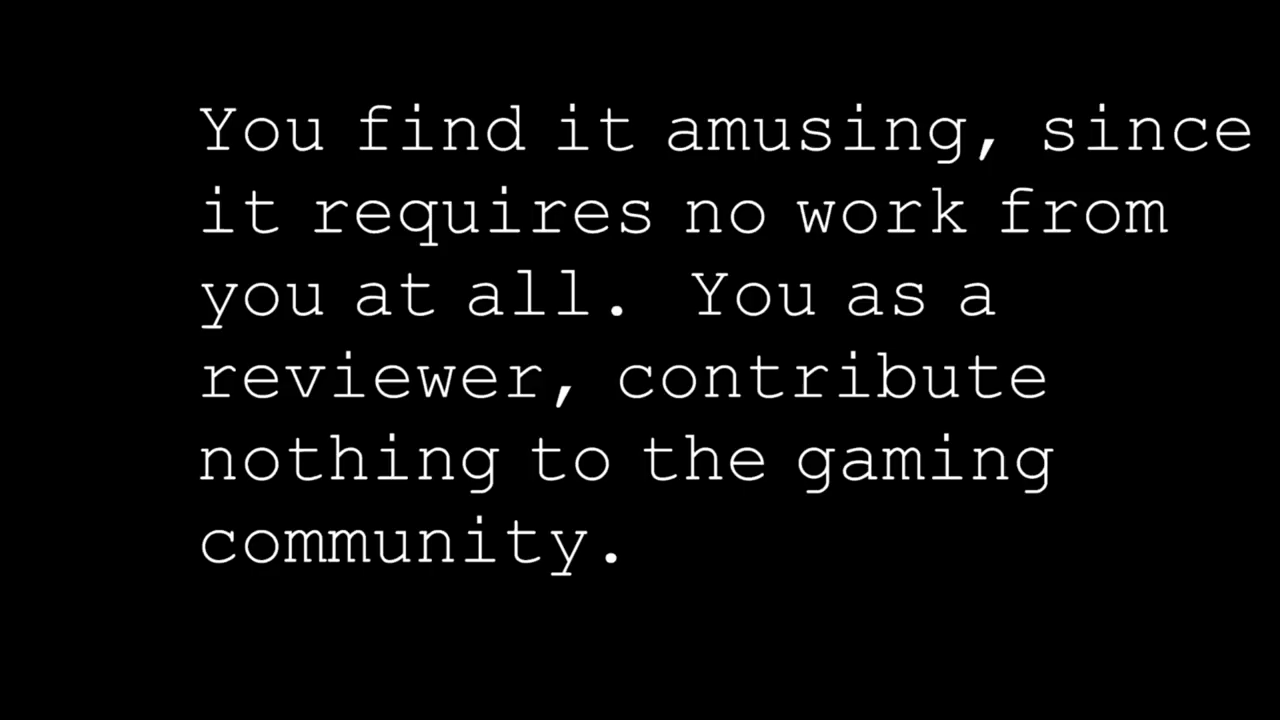 You find it amusing, since
it requires no work from
you at all.  You as a
reviewer, contribute
nothing to the gaming
community.